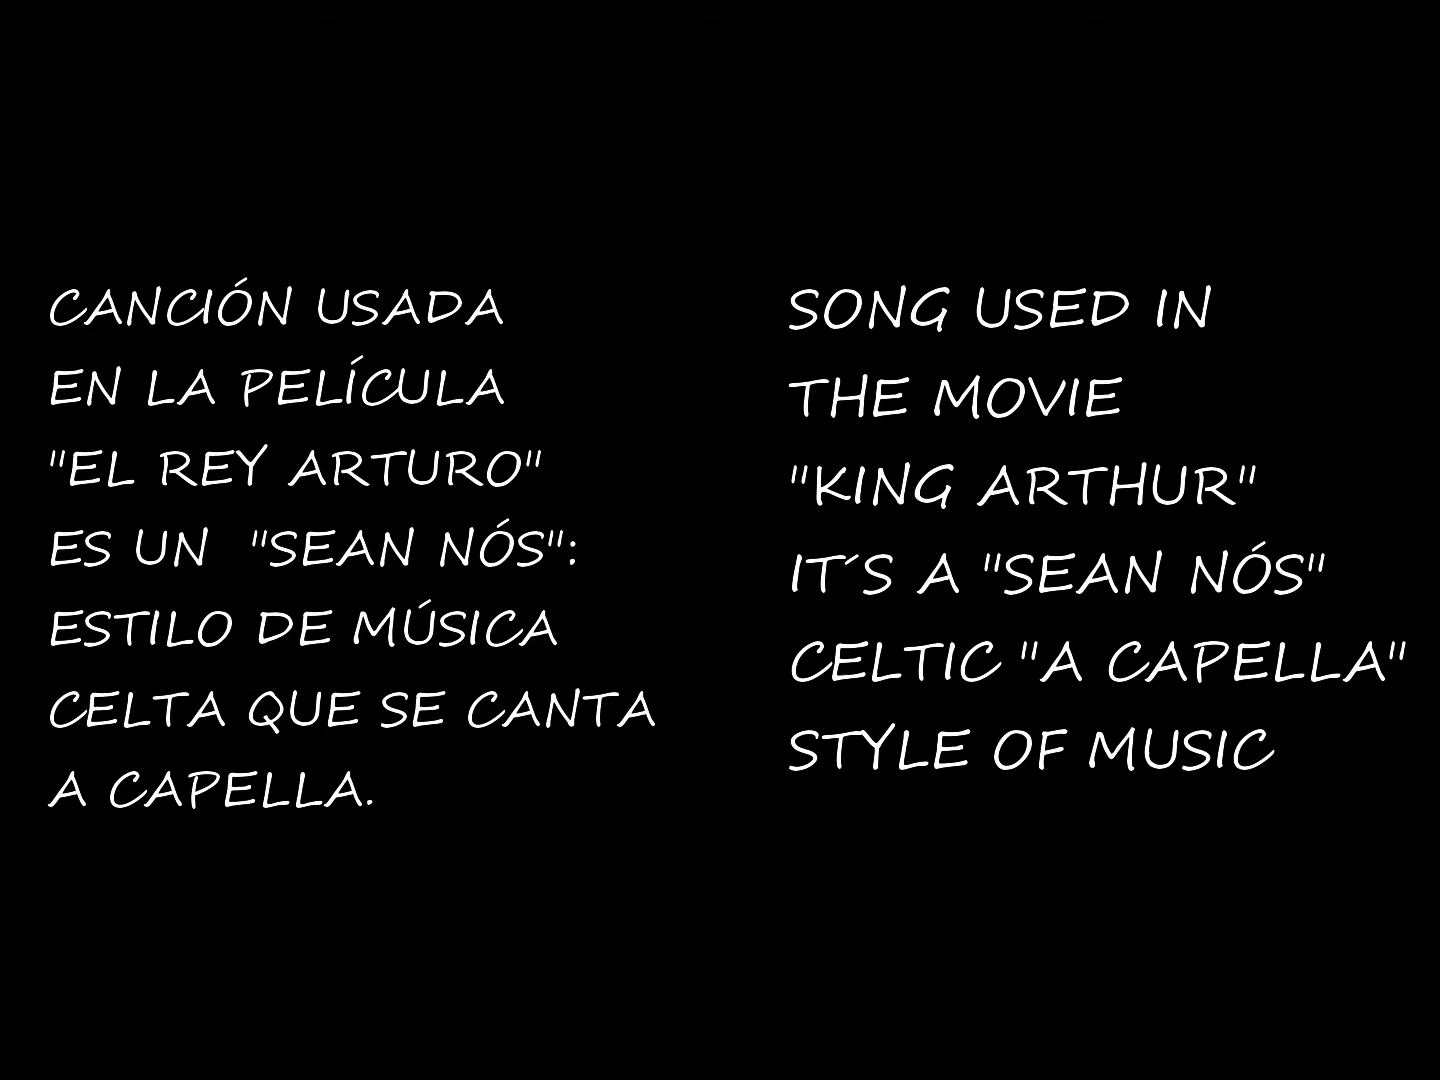 CANCIÓN USADA
EN LA PELÍCULA
"EL REY ARTURO"
ES UN "SEAN NÓS":
ESTILO DE MÚSICA
CELTA QUE SE CANTA
A CAPELLA.
SONG USED IN
THE MOVIE
"KING ARTHUR"
IT´S A "SEAN NÓS"
CELTIC "A CAPELLA"
STYLE OF MUSIC